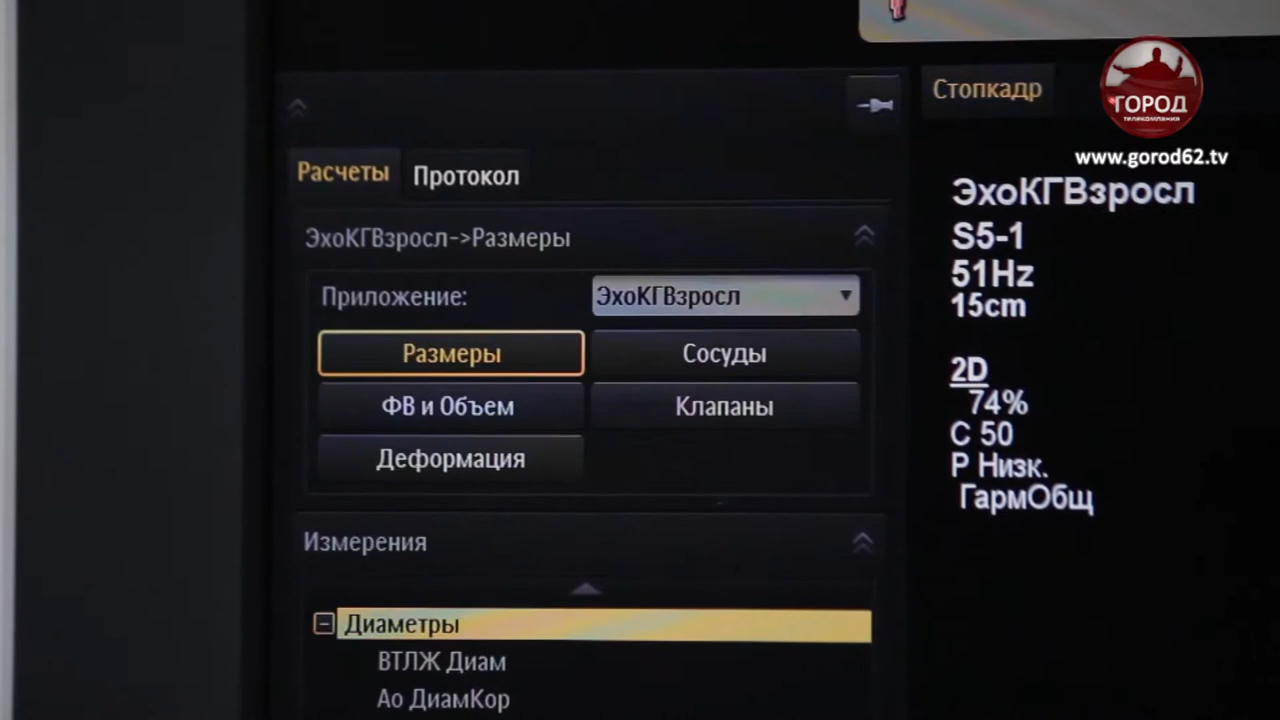 Стопкадр
ГОРОД
телекомпания
www.gorod62.tv
Расчеты Протокол
ЭхоКГВзросл->Размеры
Приложение: ЭхоКГВзросл
Размеры Сосуды
ФВ и Объем Клапаны
Деформация
Измерения
Диаметры
ВТЛЖ Диам
Ао ДиамКор
ЭхоКГВзросл
S5-1
51Hz
15cm
2D
74%
C 50
P Низк.
ГармОбщ